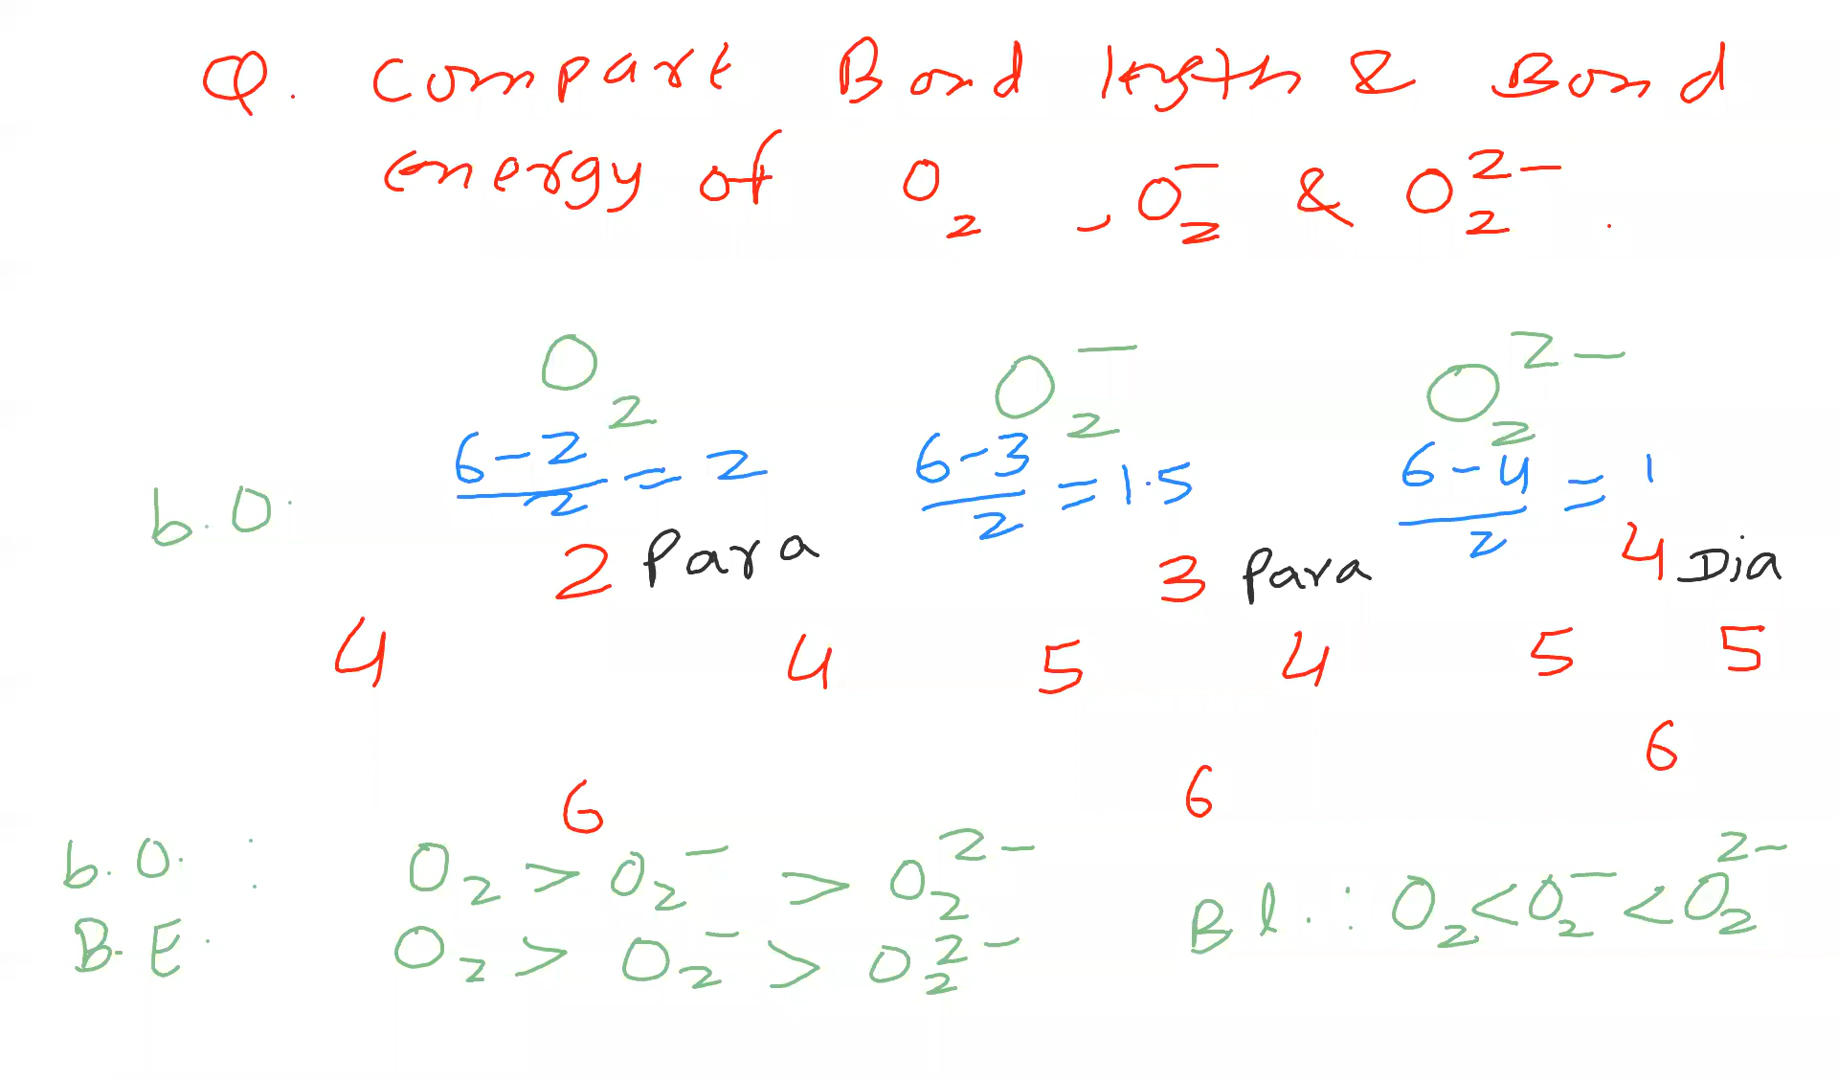 Q. Compare Bond length & Bond
energy of O₂, O₂⁻ & O₂²⁻.
O₂ O₂⁻ O₂²⁻
b.O. (6-2)/2 = 2 (6-3)/2 = 1.5 (6-4)/2 = 1
2 Para 3 Para 4 Dia
4 4 5 4 5 5
6 6 6
b.O. : O₂ > O₂⁻ > O₂²⁻
B.E. O₂ > O₂⁻ > O₂²⁻ B l. : O₂ < O₂⁻ < O₂²⁻